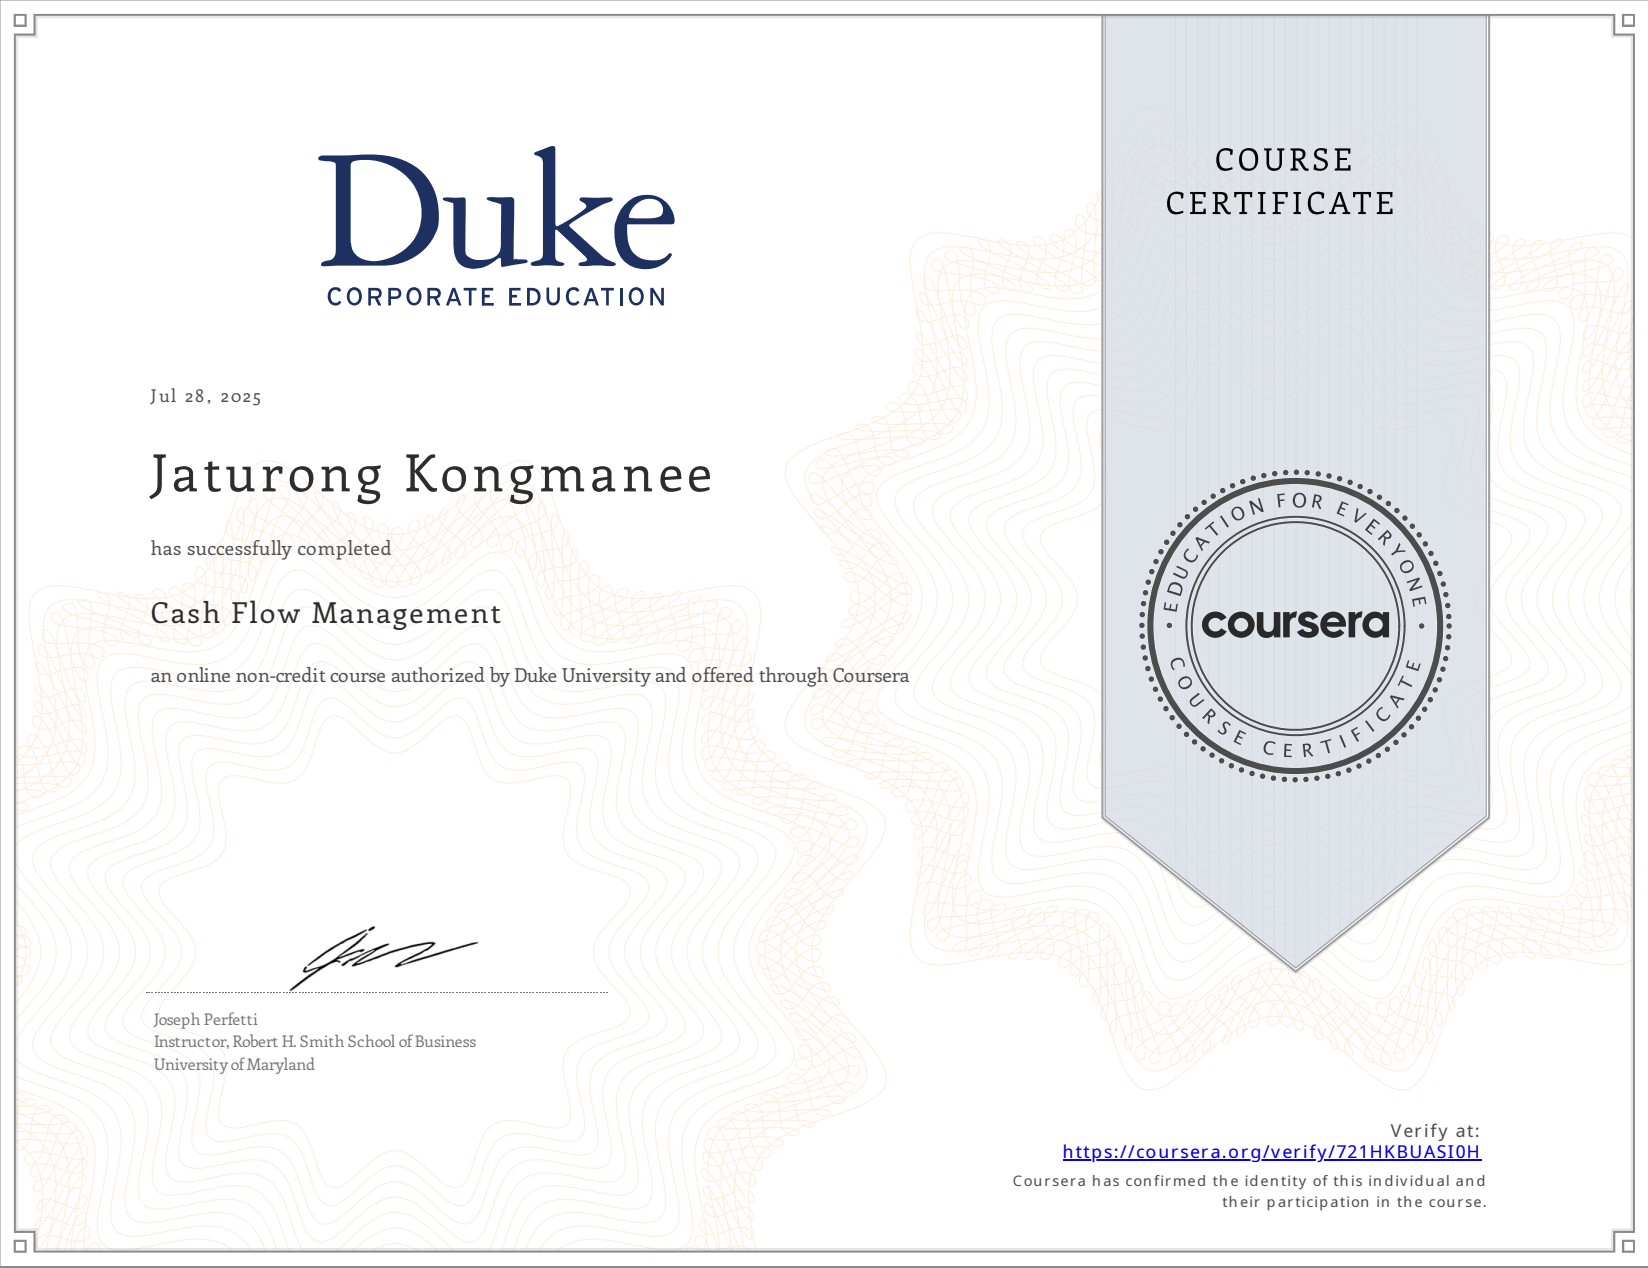 Duke
CORPORATE EDUCATION
COURSE
CERTIFICATE
Jul 28, 2025
Jaturong Kongmanee
has successfully completed
Cash Flow Management
an online non-credit course authorized by Duke University and offered through Coursera
EDUCATION FOR EVERYONE
coursera
COURSE CERTIFICATE
Joseph Perfetti
Instructor, Robert H. Smith School of Business
University of Maryland
Verify at:
https://coursera.org/verify/721HKBUASI0H
Coursera has confirmed the identity of this individual and
their participation in the course.